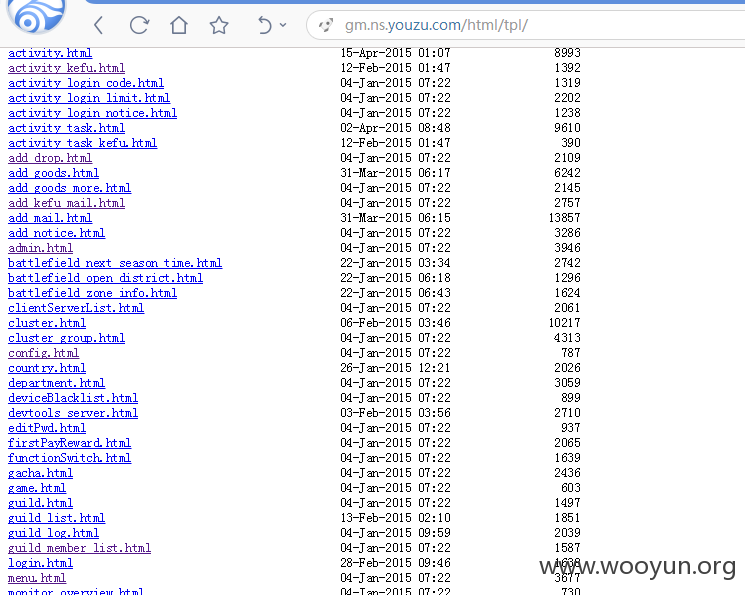 gm.ns.youzu.com/html/tpl/
activity.html 15-Apr-2015 01:07 8993
activity_kefu.html 12-Feb-2015 01:47 1392
activity_login_code.html 04-Jan-2015 07:22 1319
activity_login_limit.html 04-Jan-2015 07:22 2202
activity_login_notice.html 04-Jan-2015 07:22 1238
activity_task.html 02-Apr-2015 08:48 9610
activity_task_kefu.html 12-Feb-2015 01:47 390
add_drop.html 04-Jan-2015 07:22 2109
add_goods.html 31-Mar-2015 06:17 6242
add_goods_more.html 04-Jan-2015 07:22 2145
add_kefu_mail.html 04-Jan-2015 07:22 2757
add_mail.html 31-Mar-2015 06:15 13857
add_notice.html 04-Jan-2015 07:22 3286
admin.html 04-Jan-2015 07:22 3946
battlefield_next_season_time.html 22-Jan-2015 03:34 2742
battlefield_open_district.html 22-Jan-2015 06:18 1296
battlefield_zone_info.html 22-Jan-2015 06:43 1624
clientServerList.html 04-Jan-2015 07:22 2061
cluster.html 06-Feb-2015 03:46 10217
cluster_group.html 04-Jan-2015 07:22 4313
config.html 04-Jan-2015 07:22 787
country.html 26-Jan-2015 12:21 2026
department.html 04-Jan-2015 07:22 3059
deviceBlacklist.html 04-Jan-2015 07:22 899
devtools_server.html 03-Feb-2015 03:56 2710
editPwd.html 04-Jan-2015 07:22 937
firstPayReward.html 04-Jan-2015 07:22 2065
functionSwitch.html 04-Jan-2015 07:22 1639
gacha.html 04-Jan-2015 07:22 2436
game.html 04-Jan-2015 07:22 603
guild.html 04-Jan-2015 07:22 1497
guild_list.html 13-Feb-2015 02:10 1851
guild_log.html 04-Jan-2015 09:59 2039
guild_member_list.html 04-Jan-2015 07:22 1587
login.html 28-Feb-2015 09:46
www.wooyun.org
menu.html 04-Jan-2015 07:22 3677
monitor_overview.html 04-Jan-2015 07:22 730